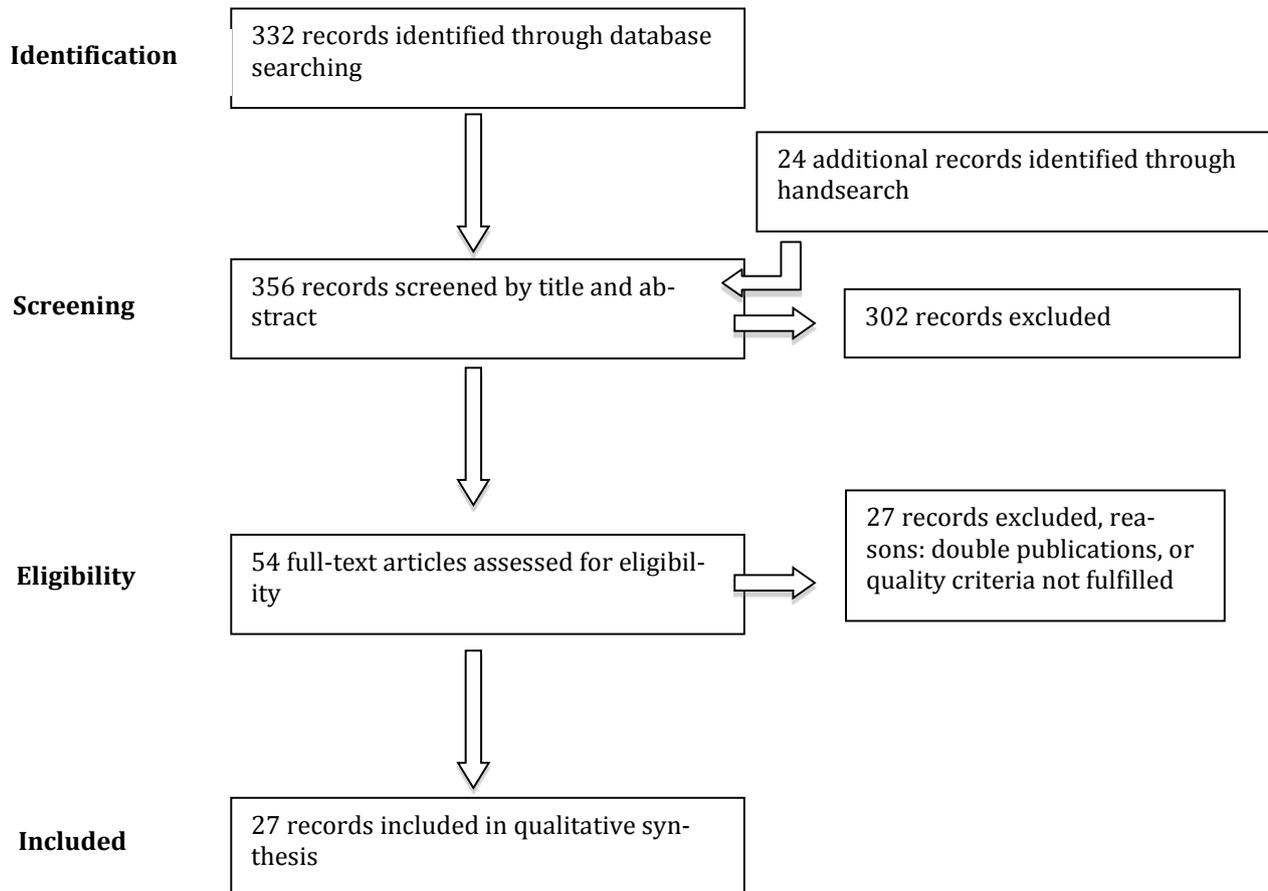 Identification
332 records identified through database
searching
24 additional records identified through
handsearch
Screening
356 records screened by title and ab-
stract
302 records excluded
Eligibility
54 full-text articles assessed for eligibil-
ity
27 records excluded, rea-
sons: double publications, or
quality criteria not fulfilled
Included
27 records included in qualitative syn-
thesis